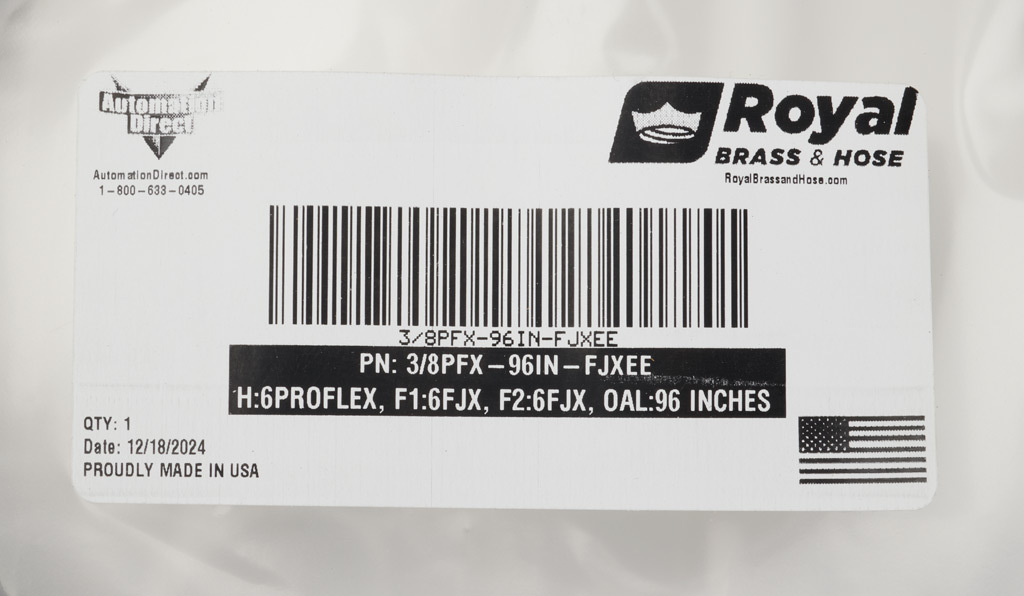 Automation
Direct
AutomationDirect.com
1-800-633-0405
Royal
BRASS & HOSE
RoyalBrassandHose.com
3/8PFX-96IN-FJXEE
PN: 3/8PFX-96IN-FJXEE
H:6PROFLEX, F1:6FJX, F2:6FJX, OAL:96 INCHES
QTY: 1
Date: 12/18/2024
PROUDLY MADE IN USA